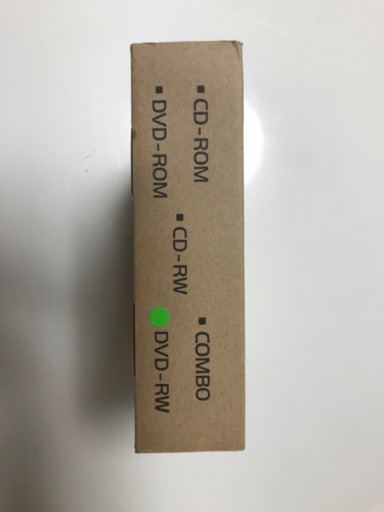 ▪ CD-ROM
▪ COMBO
▪ CD-RW
▪ DVD-ROM
DVD-RW